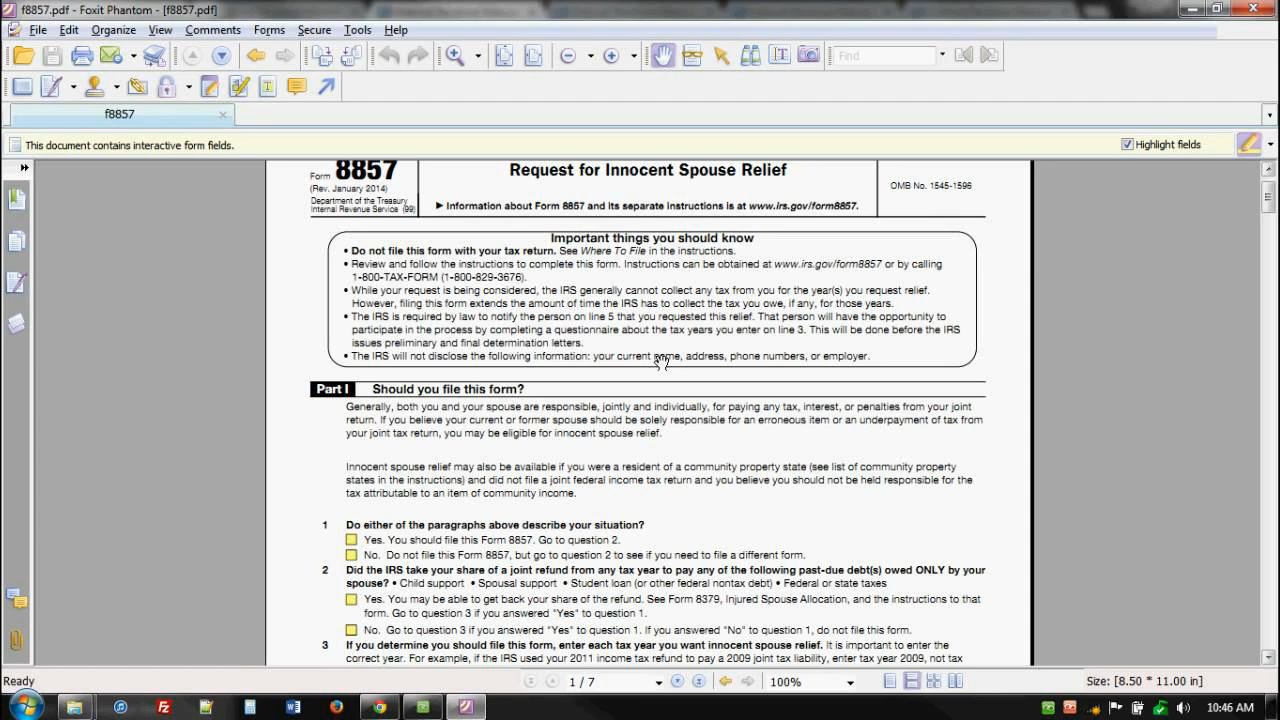 f8857.pdf - Foxit Phantom - [f8857.pdf]
File Edit Organize View Comments Forms Secure Tools Help
Find
f8857
This document contains interactive form fields.
Highlight fields
Form 8857
(Rev. January 2014)
Department of the Treasury
Internal Revenue Service (99)
Request for Innocent Spouse Relief
▶ Information about Form 8857 and its separate instructions is at www.irs.gov/form8857.
OMB No. 1545-1596
Important things you should know
• Do not file this form with your tax return. See Where To File in the instructions.
• Review and follow the instructions to complete this form. Instructions can be obtained at www.irs.gov/form8857 or by calling
1-800-TAX-FORM (1-800-829-3676).
• While your request is being considered, the IRS generally cannot collect any tax from you for the year(s) you request relief.
However, filing this form extends the amount of time the IRS has to collect the tax you owe, if any, for those years.
• The IRS is required by law to notify the person on line 5 that you requested this relief. That person will have the opportunity to
participate in the process by completing a questionnaire about the tax years you enter on line 3. This will be done before the IRS
issues preliminary and final determination letters.
• The IRS will not disclose the following information: your current name, address, phone numbers, or employer.
Part I Should you file this form?
Generally, both you and your spouse are responsible, jointly and individually, for paying any tax, interest, or penalties from your joint
return. If you believe your current or former spouse should be solely responsible for an erroneous item or an underpayment of tax from
your joint tax return, you may be eligible for innocent spouse relief.
Innocent spouse relief may also be available if you were a resident of a community property state (see list of community property
states in the instructions) and did not file a joint federal income tax return and you believe you should not be held responsible for the
tax attributable to an item of community income.
1 Do either of the paragraphs above describe your situation?
Yes. You should file this Form 8857. Go to question 2.
No. Do not file this Form 8857, but go to question 2 to see if you need to file a different form.
2 Did the IRS take your share of a joint refund from any tax year to pay any of the following past-due debt(s) owed ONLY by your
spouse? • Child support • Spousal support • Student loan (or other federal nontax debt) • Federal or state taxes
Yes. You may be able to get back your share of the refund. See Form 8379, Injured Spouse Allocation, and the instructions to that
form. Go to question 3 if you answered "Yes" to question 1.
No. Go to question 3 if you answered "Yes" to question 1. If you answered "No" to question 1, do not file this form.
3 If you determine you should file this form, enter each tax year you want innocent spouse relief. It is important to enter the
correct year. For example, if the IRS used your 2011 income tax refund to pay a 2009 joint tax liability, enter tax year 2009, not tax
Ready
1 / 7
100%
Size: [8.50 * 11.00 in]
10:46 AM